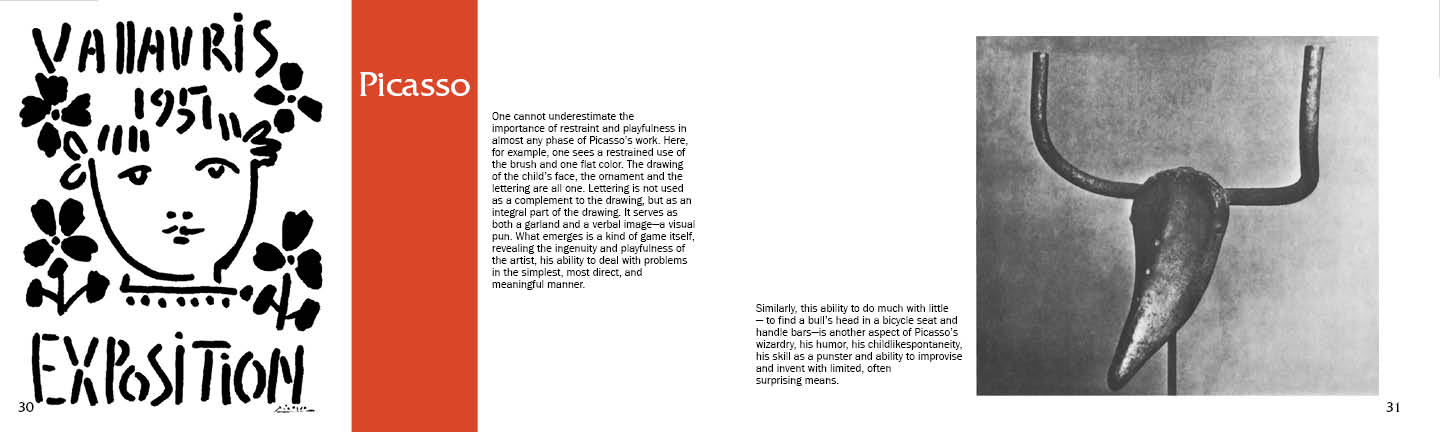 VALLAURIS
1951
EXPOSITION
30
Picasso
One cannot underestimate the
importance of restraint and playfulness in
almost any phase of Picasso's work. Here,
for example, one sees a restrained use of
the brush and one flat color. The drawing
of the child's face, the ornament and the
lettering are all one. Lettering is not used
as a complement to the drawing, but as an
integral part of the drawing. It serves as
both a garland and a verbal image—a visual
pun. What emerges is a kind of game itself,
revealing the ingenuity and playfulness of
the artist, his ability to deal with problems
in the simplest, most direct, and
meaningful manner.
Similarly, this ability to do much with little
— to find a bull's head in a bicycle seat and
handle bars—is another aspect of Picasso's
wizardry, his humor, his childlikespontaneity,
his skill as a punster and ability to improvise
and invent with limited, often
surprising means.
31